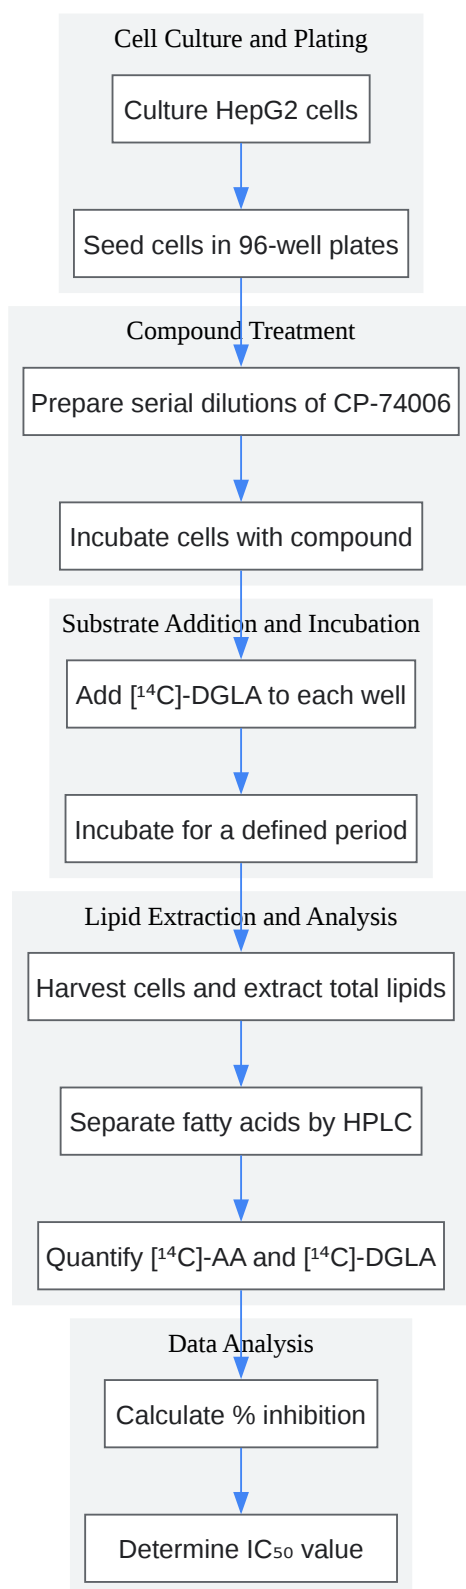 Cell Culture and Plating
Culture HepG2 cells
Seed cells in 96-well plates
Compound Treatment
Prepare serial dilutions of CP-74006
Incubate cells with compound
Substrate Addition and Incubation
Add [¹⁴C]-DGLA to each well
Incubate for a defined period
Lipid Extraction and Analysis
Harvest cells and extract total lipids
Separate fatty acids by HPLC
Quantify [¹⁴C]-AA and [¹⁴C]-DGLA
Data Analysis
Calculate % inhibition
Determine IC₅₀ value